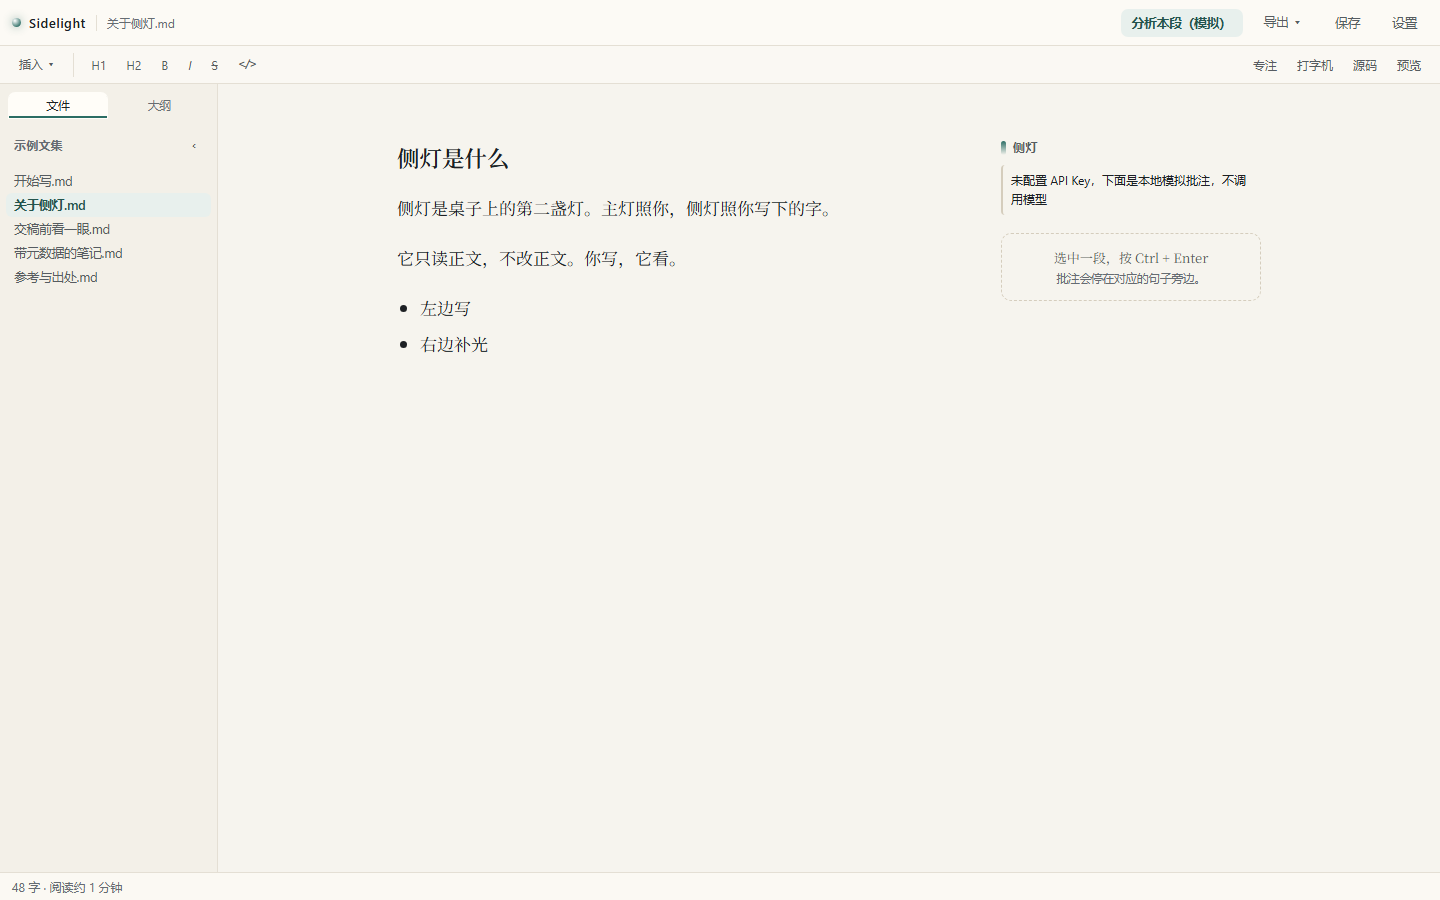 Sidelight
关于侧灯.md
分析本段（模拟）
导出
保存
设置
插入
H1
H2
B
I
S
</>
专注
打字机
源码
预览
文件
大纲
示例文集
开始写.md
关于侧灯.md
交稿前看一眼.md
带元数据的笔记.md
参考与出处.md
侧灯是什么
侧灯是桌子上的第二盏灯。主灯照你，侧灯照你写下的字。
它只读正文，不改正文。你写，它看。
左边写
右边补光
侧灯
未配置 API Key，下面是本地模拟批注，不调
用模型
选中一段，按 Ctrl + Enter
批注会停在对应的句子旁边。
48 字 · 阅读约 1 分钟